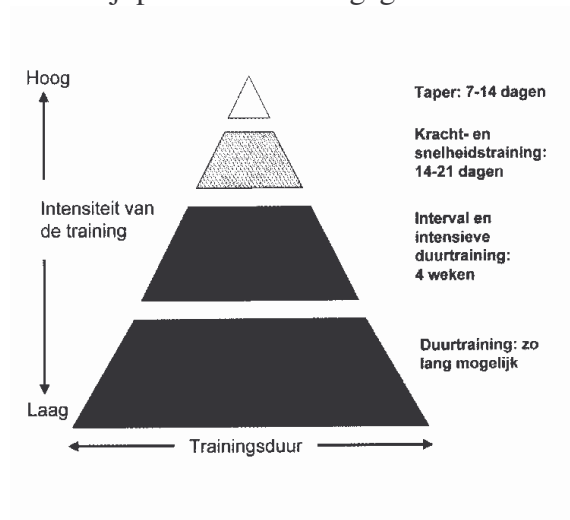 Hoog
Taper: 7-14 dagen
Kracht- en
snelheidstraining:
14-21 dagen
Intensiteit van
de training
Interval en
intensieve
duurtraining:
4 weken
Duurtraining: zo
lang mogelijk
Laag
Trainingsduur